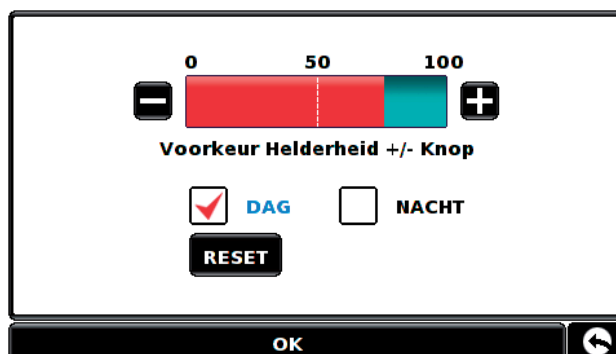 0 50 100
Voorkeur Helderheid +/- Knop
DAG NACHT
RESET
OK